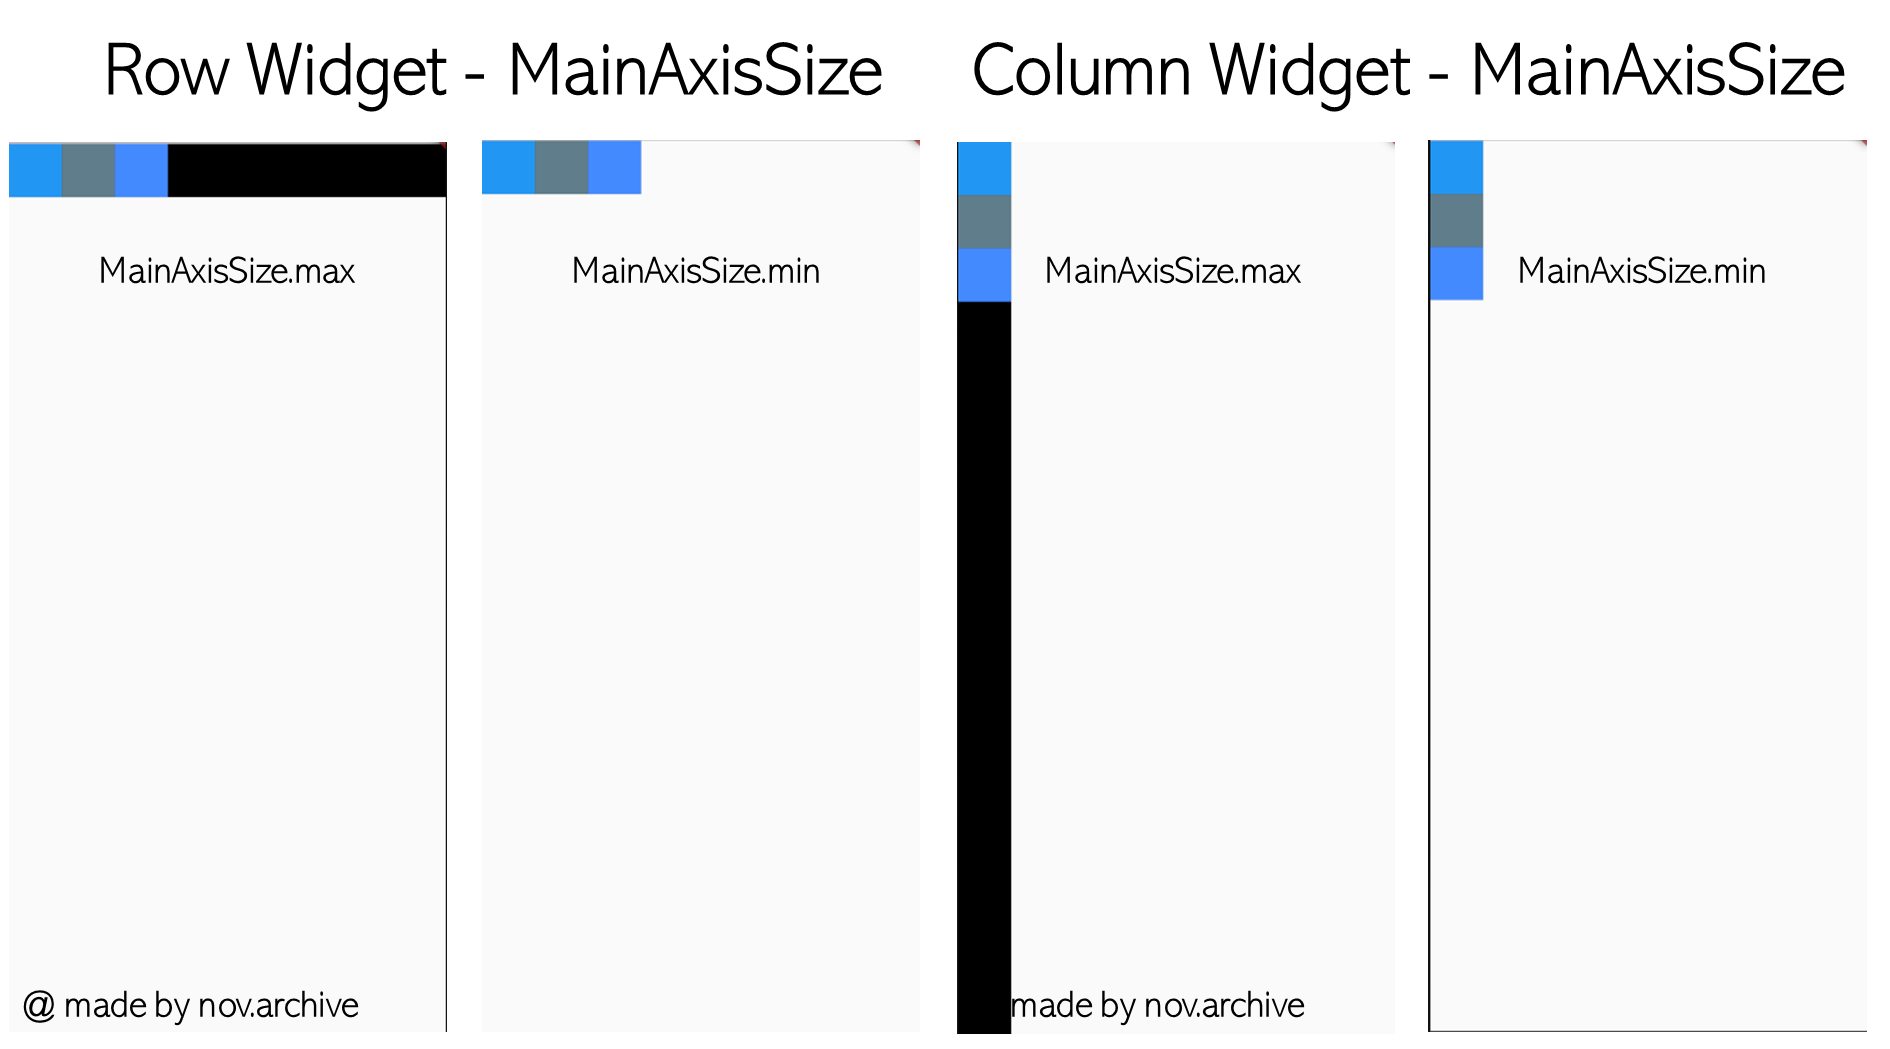 Row Widget - MainAxisSize
Column Widget - MainAxisSize
MainAxisSize.max
MainAxisSize.min
MainAxisSize.max
MainAxisSize.min
@ made by nov.archive
made by nov.archive